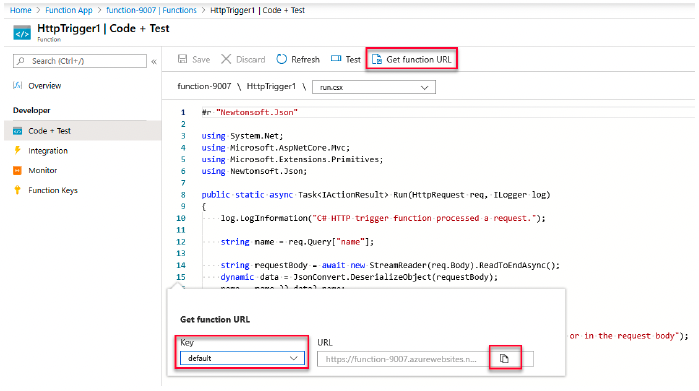 Home > Function App > function-9007 | Functions > HttpTrigger1 | Code + Test
HttpTrigger1 | Code + Test
Function
Search (Ctrl+/)
«
Save
Discard
Refresh
Test
Get function URL
Overview
Developer
Code + Test
Integration
Monitor
Function Keys
function-9007 \ HttpTrigger1 \ run.csx
1 #r "Newtonsoft.Json"
2
3 using System.Net;
4 using Microsoft.AspNetCore.Mvc;
5 using Microsoft.Extensions.Primitives;
6 using Newtonsoft.Json;
7
8 public static async Task<IActionResult> Run(HttpRequest req, ILogger log)
9 {
10 log.LogInformation("C# HTTP trigger function processed a request.");
11
12 string name = req.Query["name"];
13
14 string requestBody = await new StreamReader(req.Body).ReadToEndAsync();
15 dynamic data = JsonConvert.DeserializeObject(requestBody);
or in the request body");
Get function URL
Key
URL
default
https://function-9007.azurewebsites.n...